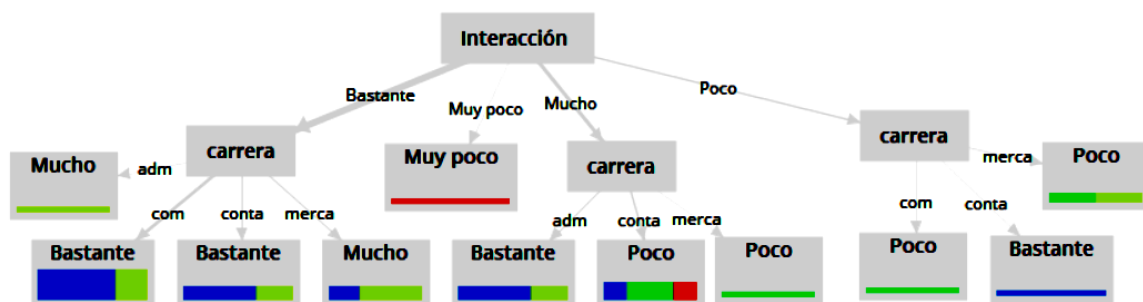 Interacción
Bastante
Muy poco
Mucho
Poco
carrera
Muy poco
carrera
carrera
Mucho
adm
com
conta
merca
adm
conta
merca
com
conta
merca
Poco
Bastante
Bastante
Mucho
Bastante
Poco
Poco
Poco
Bastante